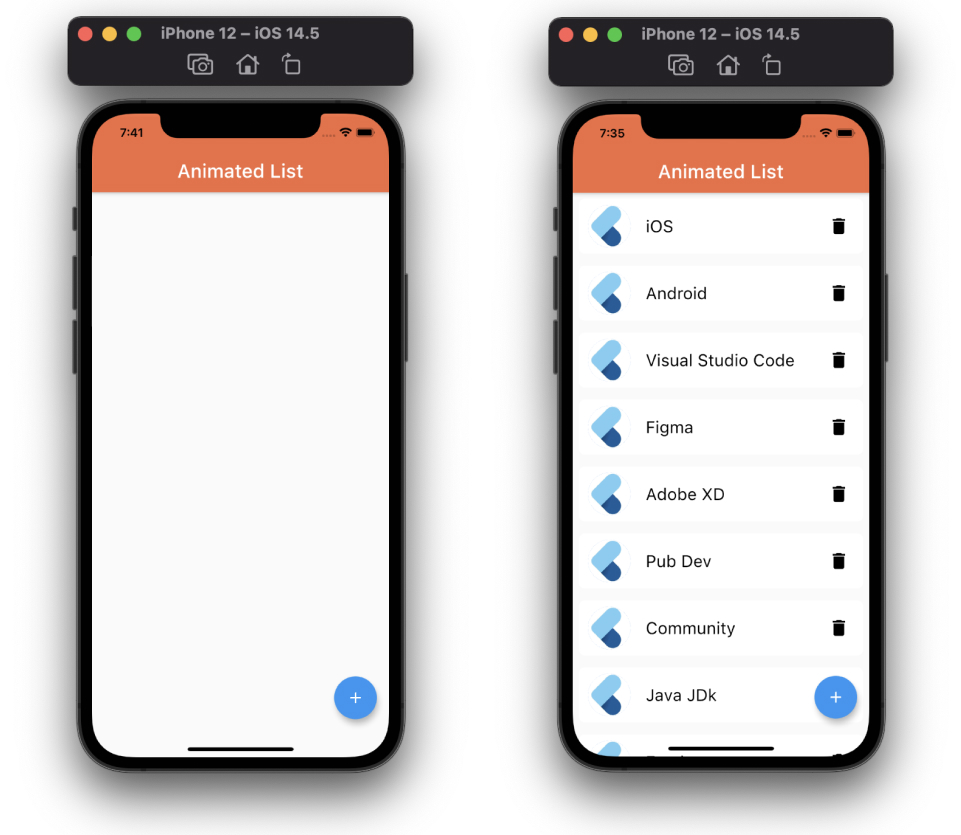 iPhone 12 – iOS 14.5
7:41
Animated List
+
iPhone 12 – iOS 14.5
7:35
Animated List
iOS
Android
Visual Studio Code
Figma
Adobe XD
Pub Dev
Community
Java JDk
+